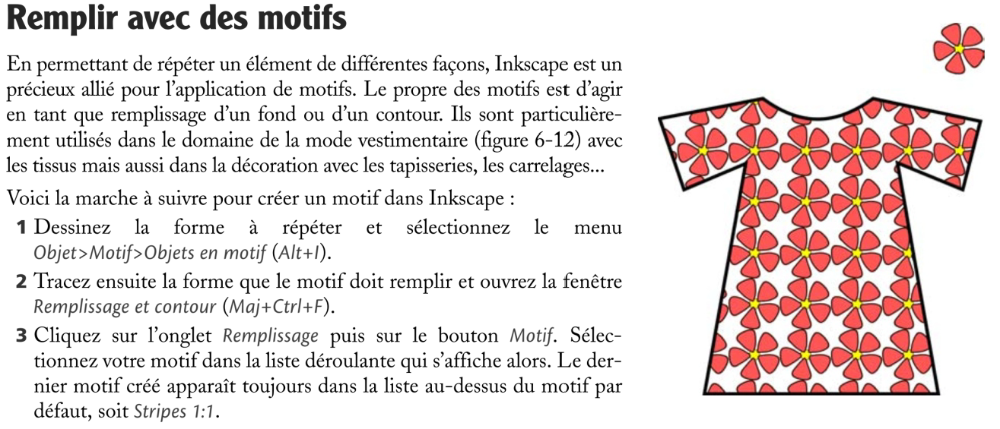 Remplir avec des motifs
En permettant de répéter un élément de différentes façons, Inkscape est un
précieux allié pour l’application de motifs. Le propre des motifs est d’agir
en tant que remplissage d’un fond ou d’un contour. Ils sont particulière-
ment utilisés dans le domaine de la mode vestimentaire (figure 6-12) avec
les tissus mais aussi dans la décoration avec les tapisseries, les carrelages...
Voici la marche à suivre pour créer un motif dans Inkscape :
1 Dessinez la forme à répéter et sélectionnez le menu
Objet>Motif>Objets en motif (Alt+I).
2 Tracez ensuite la forme que le motif doit remplir et ouvrez la fenêtre
Remplissage et contour (Maj+Ctrl+F).
3 Cliquez sur l’onglet Remplissage puis sur le bouton Motif. Sélec-
tionnez votre motif dans la liste déroulante qui s’affiche alors. Le der-
nier motif créé apparaît toujours dans la liste au-dessus du motif par
défaut, soit Stripes 1:1.